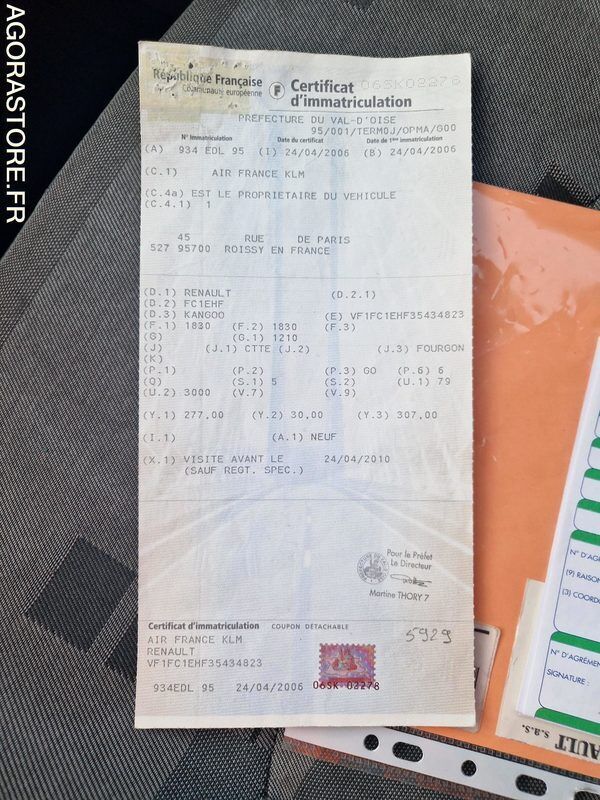 AGORASTORE.FR
République Française
Communauté européenne
F
Certificat
d'immatriculation
06SK02278
PREFECTURE DU VAL-D'OISE
95/001/TERM0J/OPMA/G00
N° Immatriculation Date du certificat Date de 1ère immatriculation
(A) 934 EDL 95 (I) 24/04/2006 (B) 24/04/2006
(C.1) AIR FRANCE KLM
(C.4a) EST LE PROPRIETAIRE DU VEHICULE
(C.4.1) 1
45 RUE DE PARIS
527 95700 ROISSY EN FRANCE
(D.1) RENAULT (D.2.1)
(D.2) FC1EHF
(D.3) KANGOO (E) VF1FC1EHF35434823
(F.1) 1830 (F.2) 1830 (F.3)
(G) (G.1) 1210
(J) (J.1) CTTE (J.2) (J.3) FOURGON
(K)
(P.1) (P.2) (P.3) GO (P.6) 6
(Q) (S.1) 5 (S.2) (U.1) 79
(U.2) 3000 (V.7) (V.9)
(Y.1) 277,00 (Y.2) 30,00 (Y.3) 307,00
(I.1) (A.1) NEUF
(X.1) VISITE AVANT LE 24/04/2010
(SAUF REGT. SPEC.)
Pour le Préfet
Le Directeur
Martine THORY 7
Certificat d'immatriculation COUPON DÉTACHABLE
5929
AIR FRANCE KLM
RENAULT
VF1FC1EHF35434823
934EDL 95 24/04/2006 06SK 02278
N° D'AGR
(9) RAISON
(3) COORD
N° D'AGRÉMEN
SIGNATURE :
AULT s.a.s.